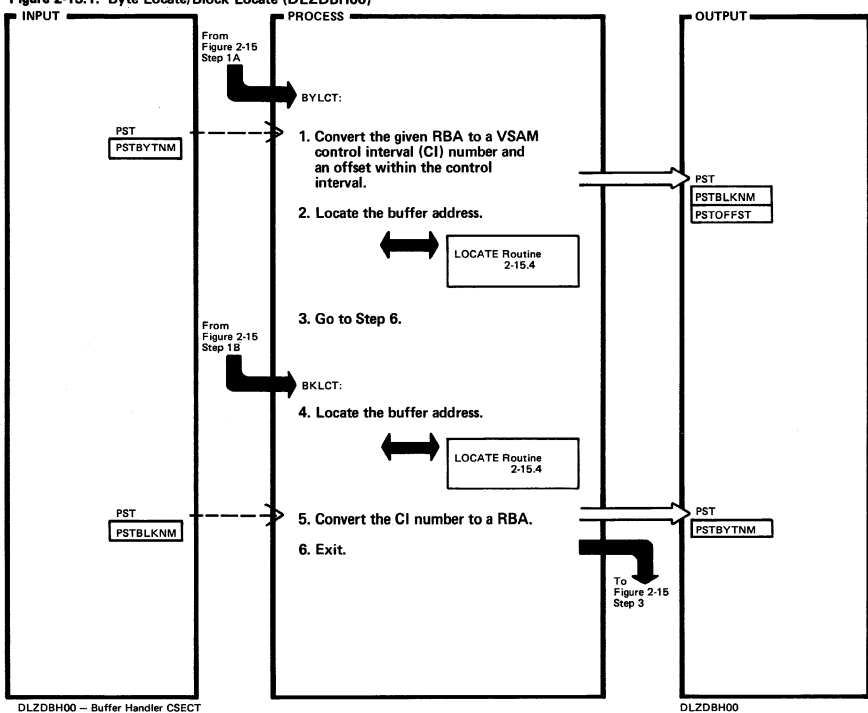 Figure 2-15.1. Byte Locate/Block Locate (DLZDBH00)
INPUT
PROCESS
OUTPUT
From
Figure 2-15
Step 1A
BYLCT:
PST
PSTBYTNM
1. Convert the given RBA to a VSAM
control interval (CI) number and
an offset within the control
interval.
PST
PSTBLKNM
PSTOFFST
2. Locate the buffer address.
LOCATE Routine
2-15.4
3. Go to Step 6.
From
Figure 2-15
Step 1B
BKLCT:
4. Locate the buffer address.
LOCATE Routine
2-15.4
PST
PSTBLKNM
5. Convert the CI number to a RBA.
PST
PSTBYTNM
6. Exit.
To
Figure 2-15
Step 3
DLZDBH00 — Buffer Handler CSECT
DLZDBH00